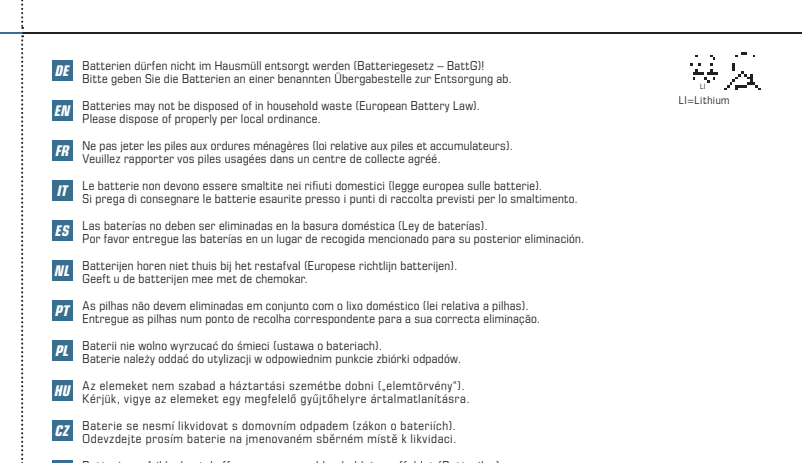 DE Batterien dürfen nicht im Hausmüll entsorgt werden (Batteriegesetz – BattG)!
Bitte geben Sie die Batterien an einer benannten Übergabestelle zur Entsorgung ab.
EN Batteries may not be disposed of in household waste (European Battery Law).
Please dispose of properly per local ordinance.
FR Ne pas jeter les piles aux ordures ménagères (loi relative aux piles et accumulateurs).
Veuillez rapporter vos piles usagées dans un centre de collecte agréé.
IT Le batterie non devono essere smaltite nei rifiuti domestici (legge europea sulle batterie).
Si prega di consegnare le batterie esaurite presso i punti di raccolta previsti per lo smaltimento.
ES Las baterías no deben ser eliminadas en la basura doméstica (Ley de baterías).
Por favor entregue las baterías en un lugar de recogida mencionado para su posterior eliminación.
NL Batterijen horen niet thuis bij het restafval (Europese richtlijn batterijen).
Geeft u de batterijen mee met de chemokar.
PT As pilhas não devem eliminadas em conjunto com o lixo doméstico (lei relativa a pilhas).
Entregue as pilhas num ponto de recolha correspondente para a sua correcta eliminação.
PL Baterii nie wolno wyrzucać do śmieci (ustawa o bateriach).
Baterie należy oddać do utylizacji w odpowiednim punkcie zbiórki odpadów.
HU Az elemeket nem szabad a háztartási szemétbe dobni („elemtörvény”).
Kérjük, vigye az elemeket egy megfelelő gyűjtőhelyre ártalmatlanításra.
CZ Baterie se nesmí likvidovat s domovním odpadem (zákon o bateriích).
Odevzdejte prosím baterie na jmenovaném sběrném místě k likvidaci.
LI
LI=Lithium